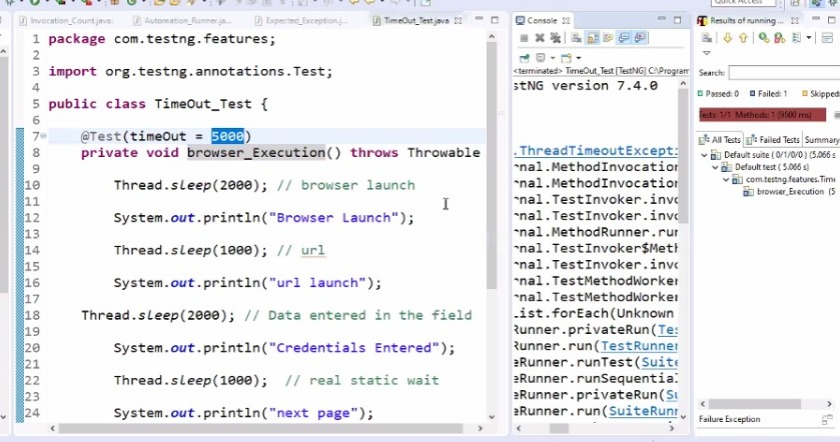 Quick Access
Invocation_Count.java
Automation_Runner.ja...
Expected_Exception.j...
TimeOut_Test.java
1 package com.testng.features;
2
3 import org.testng.annotations.Test;
4
5 public class TimeOut_Test {
6
7 @Test(timeOut = 5000)
8 private void browser_Execution() throws Throwable
9
10 Thread.sleep(2000); // browser launch
11
12 System.out.println("Browser Launch");
13
14 Thread.sleep(1000); // url
15
16 System.out.println("url launch");
17
18 Thread.sleep(2000); // Data entered in the field
19
20 System.out.println("Credentials Entered");
21
22 Thread.sleep(1000); // real static wait
23
24 System.out.println("next page");
Console
<terminated> TimeOut_Test [TestNG] C:\Program
stNG version 7.4.0
.ThreadTimeoutExcept
rnal.MethodInvocation
rnal.MethodInvocation
rnal.TestInvoker.invo
rnal.TestInvoker.invo
rnal.MethodRunner.run
rnal.TestInvoker$Meth
rnal.TestInvoker.invo
rnal.TestMethodWorker
rnal.TestMethodWorker
List.forEach(Unknown
Runner.privateRun(Tes
Runner.run(TestRunner
eRunner.runTest(Suite
eRunner.runSequential
eRunner.privateRun(Su
eRunner.run(SuiteRunn
Results of running ...
Search:
Passed: 0
Failed: 1
Skipped:
Tests: 1/1 Methods: 1 (9500 ms)
All Tests
Failed Tests
Summary
Default suite ( 0/1/0/0 ) (5.066 s)
Default test ( 5.066 s)
com.testng.features.Time
browser_Execution (5
Failure Exception